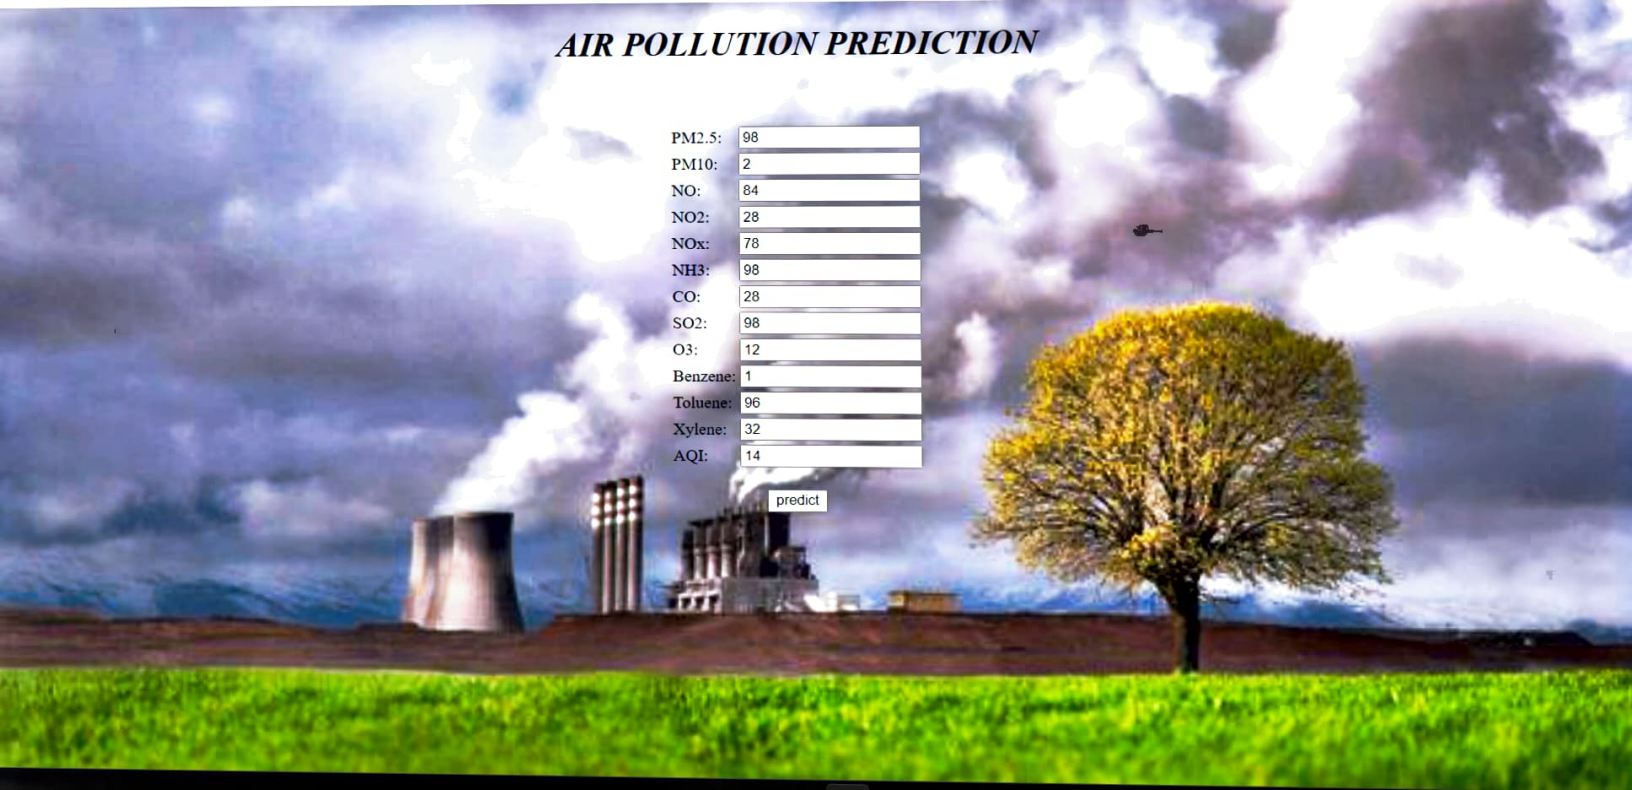 AIR POLLUTION PREDICTION
PM2.5: 98
PM10: 2
NO: 84
NO2: 28
NOx: 78
NH3: 98
CO: 28
SO2: 98
O3: 12
Benzene: 1
Toluene: 96
Xylene: 32
AQI: 14
predict